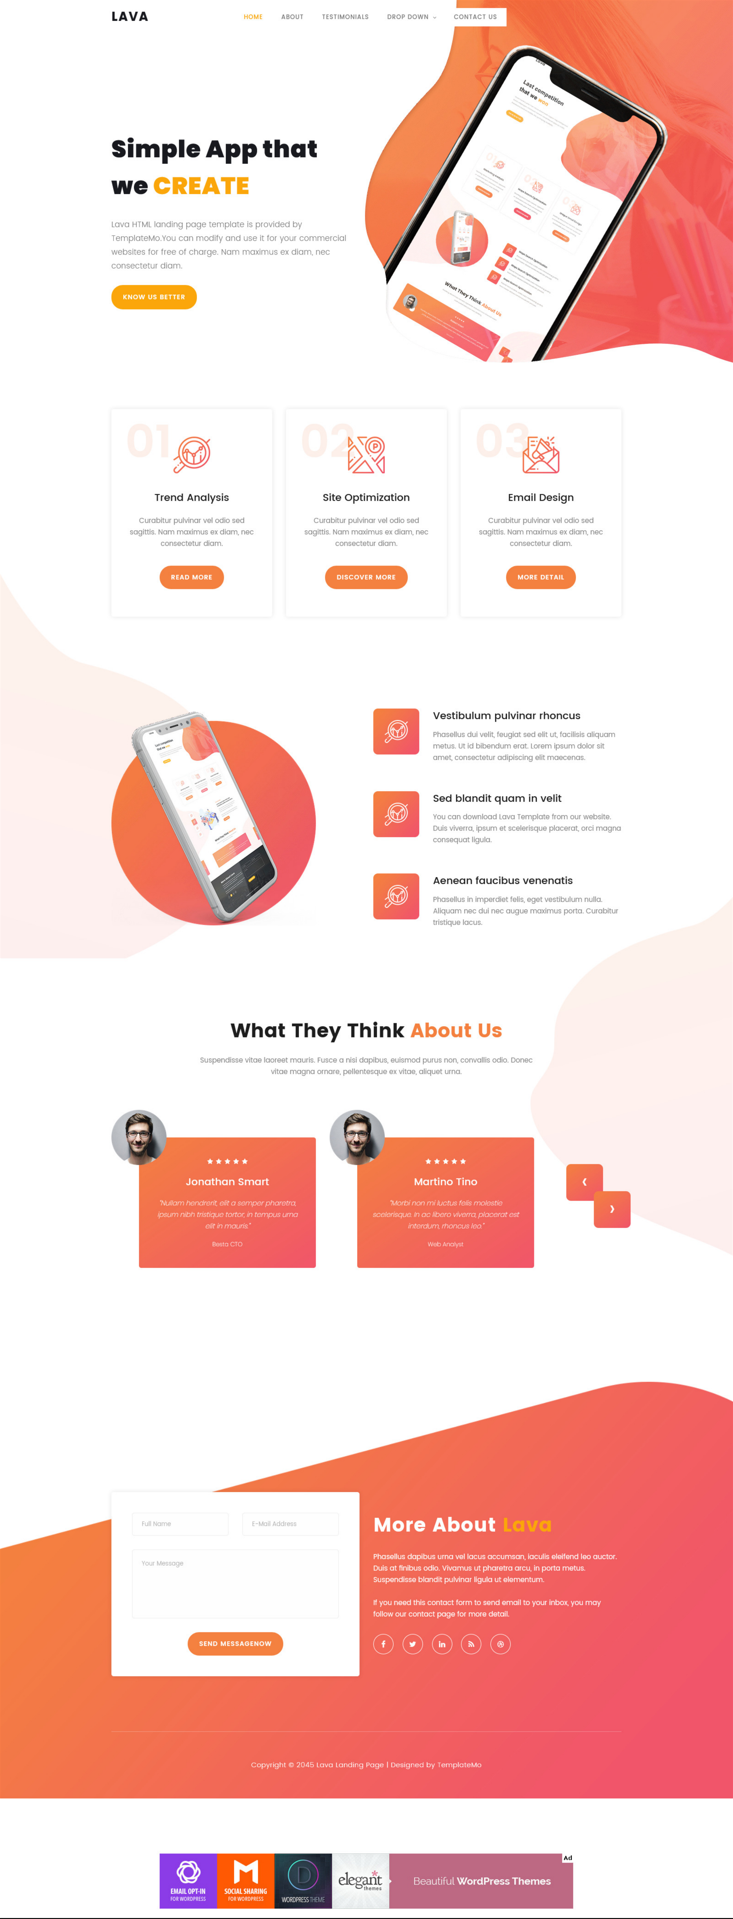 LAVA
HOME
ABOUT
TESTIMONIALS
DROP DOWN
CONTACT US
Simple App that
we CREATE
Lava HTML landing page template is provided by
TemplateMo.You can modify and use it for your commercial
websites for free of charge. Nam maximus ex diam, nec
consectetur diam.
KNOW US BETTER
Last competition
that we won
What They Think About Us
01
Trend Analysis
Curabitur pulvinar vel odio sed
sagittis. Nam maximus ex diam, nec
consectetur diam.
READ MORE
02
P
Site Optimization
Curabitur pulvinar vel odio sed
sagittis. Nam maximus ex diam, nec
consectetur diam.
DISCOVER MORE
03
Email Design
Curabitur pulvinar vel odio sed
sagittis. Nam maximus ex diam, nec
consectetur diam.
MORE DETAIL
Vestibulum pulvinar rhoncus
Phasellus dui velit, feugiat sed elit ut, facilisis aliquam
metus. Ut id bibendum erat. Lorem ipsum dolor sit
amet, consectetur adipiscing elit maecenas.
Sed blandit quam in velit
You can download Lava Template from our website.
Duis viverra, ipsum et scelerisque placerat, orci magna
consequat ligula.
Aenean faucibus venenatis
Phasellus in imperdiet felis, eget vestibulum nulla.
Aliquam nec dui nec augue maximus porta. Curabitur
tristique lacus.
What They Think About Us
Suspendisse vitae laoreet mauris. Fusce a nisi dapibus, euismod purus non, convallis odio. Donec
vitae magna ornare, pellentesque ex vitae, aliquet urna.
Jonathan Smart
"Nullam hendrerit, elit a semper pharetra,
ipsum nibh tristique tortor, in tempus urna
elit in mauris."
Besta CTO
Martino Tino
"Morbi non mi luctus felis molestie
scelerisque. In ac libero viverra, placerat est
interdum, rhoncus leo."
Web Analyst
Full Name
E-Mail Address
Your Message
SEND MESSAGENOW
More About Lava
Phasellus dapibus urna vel lacus accumsan, iaculis eleifend leo auctor.
Duis at finibus odio. Vivamus ut pharetra arcu, in porta metus.
Suspendisse blandit pulvinar ligula ut elementum.
If you need this contact form to send email to your inbox, you may
follow our contact page for more detail.
Copyright © 2045 Lava Landing Page | Designed by TemplateMo
Ad
EMAIL OPT-IN
FOR WORDPRESS
SOCIAL SHARING
FOR WORDPRESS
D
WORDPRESS THEME
elegant
themes
Beautiful WordPress Themes